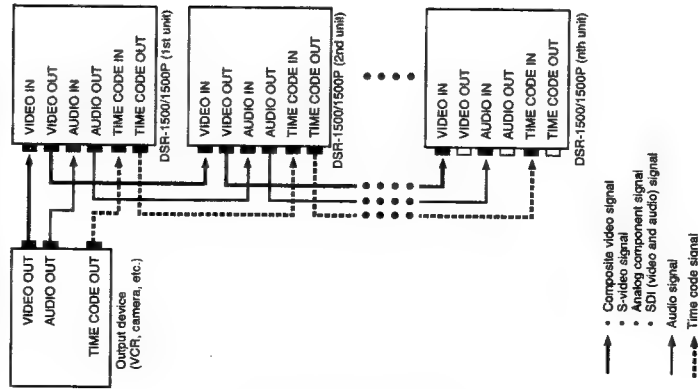 VIDEO OUT
AUDIO OUT
TIME CODE OUT
Output device
(VCR, camera, etc.)
VIDEO IN
VIDEO OUT
AUDIO IN
AUDIO OUT
TIME CODE IN
TIME CODE OUT
DSR-1500/1500P (1st unit)
VIDEO IN
VIDEO OUT
AUDIO IN
AUDIO OUT
TIME CODE IN
TIME CODE OUT
DSR-1500/1500P (2nd unit)
VIDEO IN
VIDEO OUT
AUDIO IN
AUDIO OUT
TIME CODE IN
TIME CODE OUT
DSR-1500/1500P (nth unit)
• Composite video signal
• S-video signal
• Analog component signal
• SDI (video and audio) signal
Audio signal
Time code signal